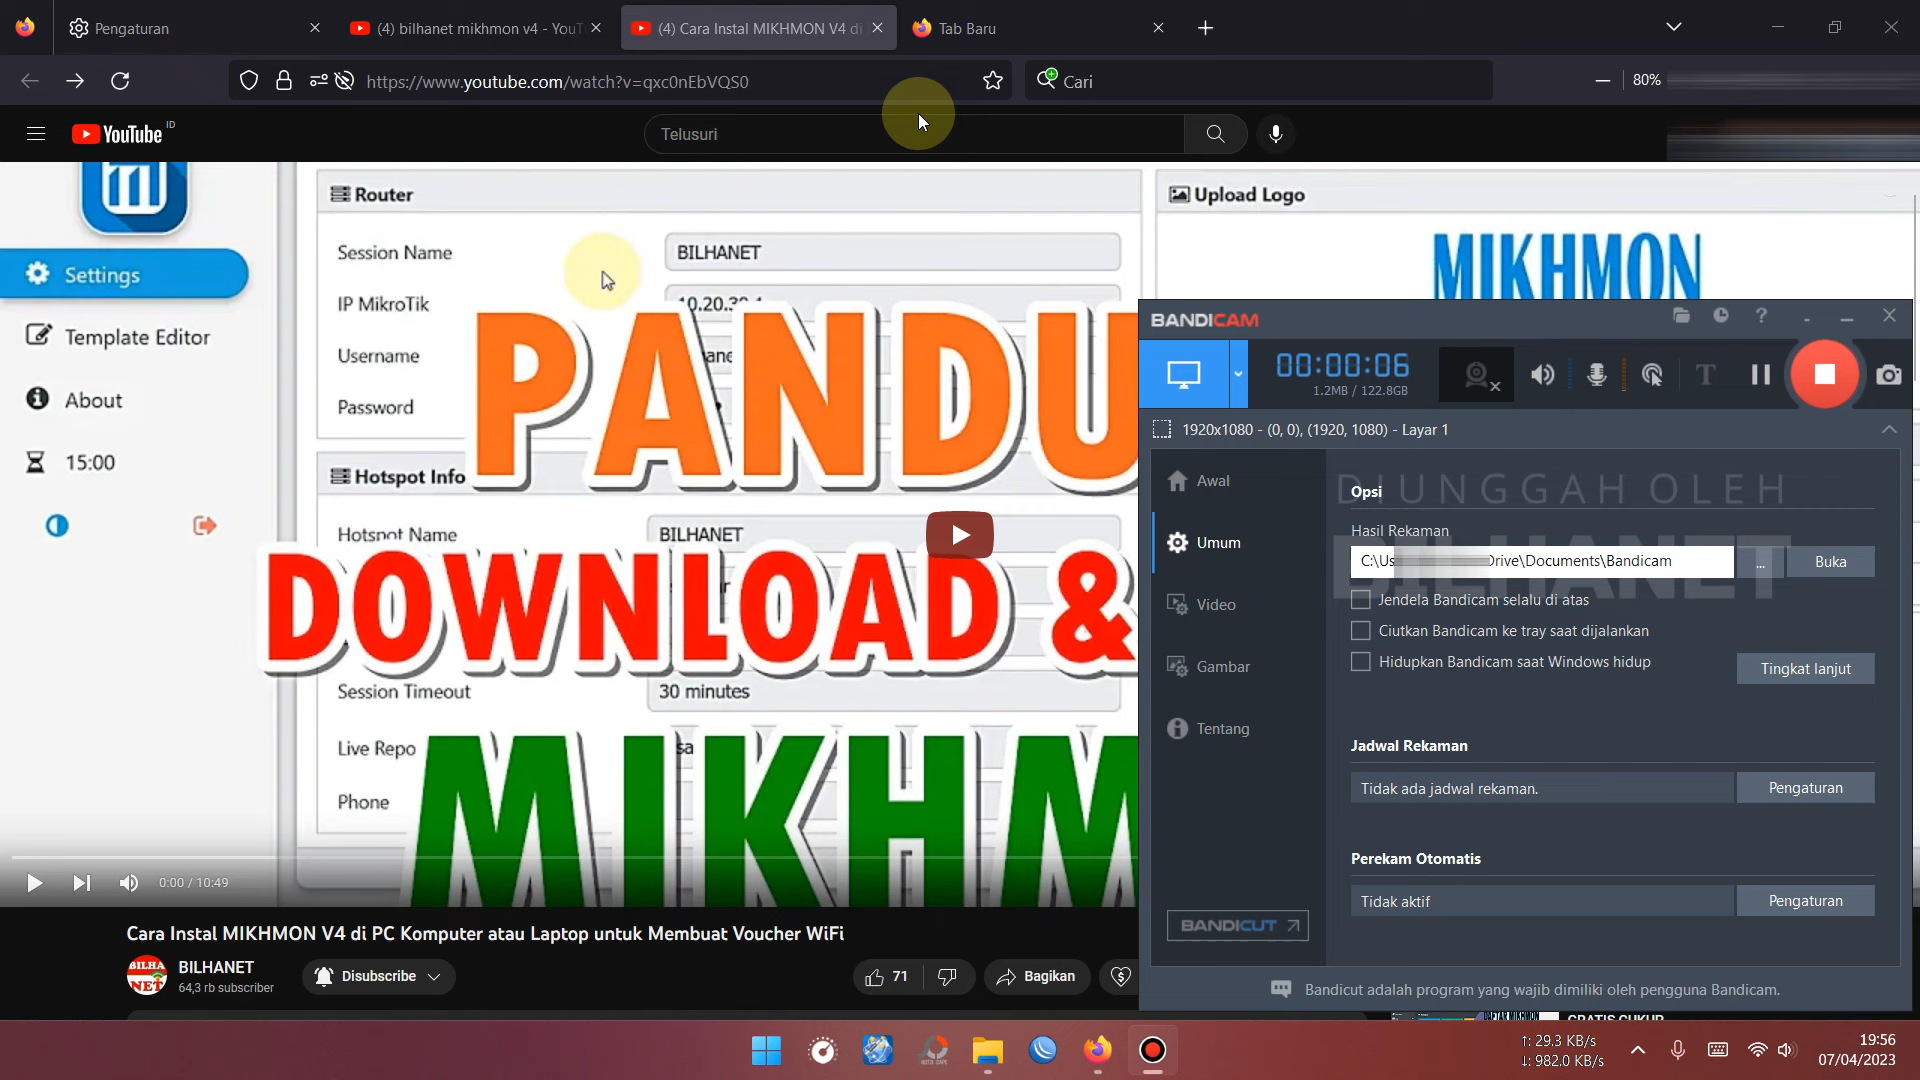 Pengaturan
(4) bilhanet mikhmon v4 - YouT
(4) Cara Instal MIKHMON V4 di
Tab Baru
https://www.youtube.com/watch?v=qxc0nEbVQS0
Cari
80%
YouTube ID
Telusuri
Router
Upload Logo
Session Name
BILHANET
MIKHMON
Settings
IP MikroTik
Template Editor
Username
PANDU
Password
About
15:00
Hotspot Info
Hotspot Name
BILHANET
DOWNLOAD &
Session Timeout
30 minutes
Live Repo
MIKHM
Phone
0:00 / 10:49
Cara Instal MIKHMON V4 di PC Komputer atau Laptop untuk Membuat Voucher WiFi
BILHA
NET
BILHANET
64,3 rb subscriber
Disubscribe
71
Bagikan
BANDICAM
00:00:06
1.2MB / 122.8GB
1920x1080 - (0, 0), (1920, 1080) - Layar 1
Awal
Umum
Video
Gambar
Tentang
BANDICUT
DIUNGGAH OLEH
BILHANET
Opsi
Hasil Rekaman
C:\Us Drive\Documents\Bandicam
...
Buka
Jendela Bandicam selalu di atas
Ciutkan Bandicam ke tray saat dijalankan
Hidupkan Bandicam saat Windows hidup
Tingkat lanjut
Jadwal Rekaman
Tidak ada jadwal rekaman.
Pengaturan
Perekam Otomatis
Tidak aktif
Pengaturan
Bandicut adalah program yang wajib dimiliki oleh pengguna Bandicam.
↑: 29.3 KB/s
↓: 982.0 KB/s
19:56
07/04/2023